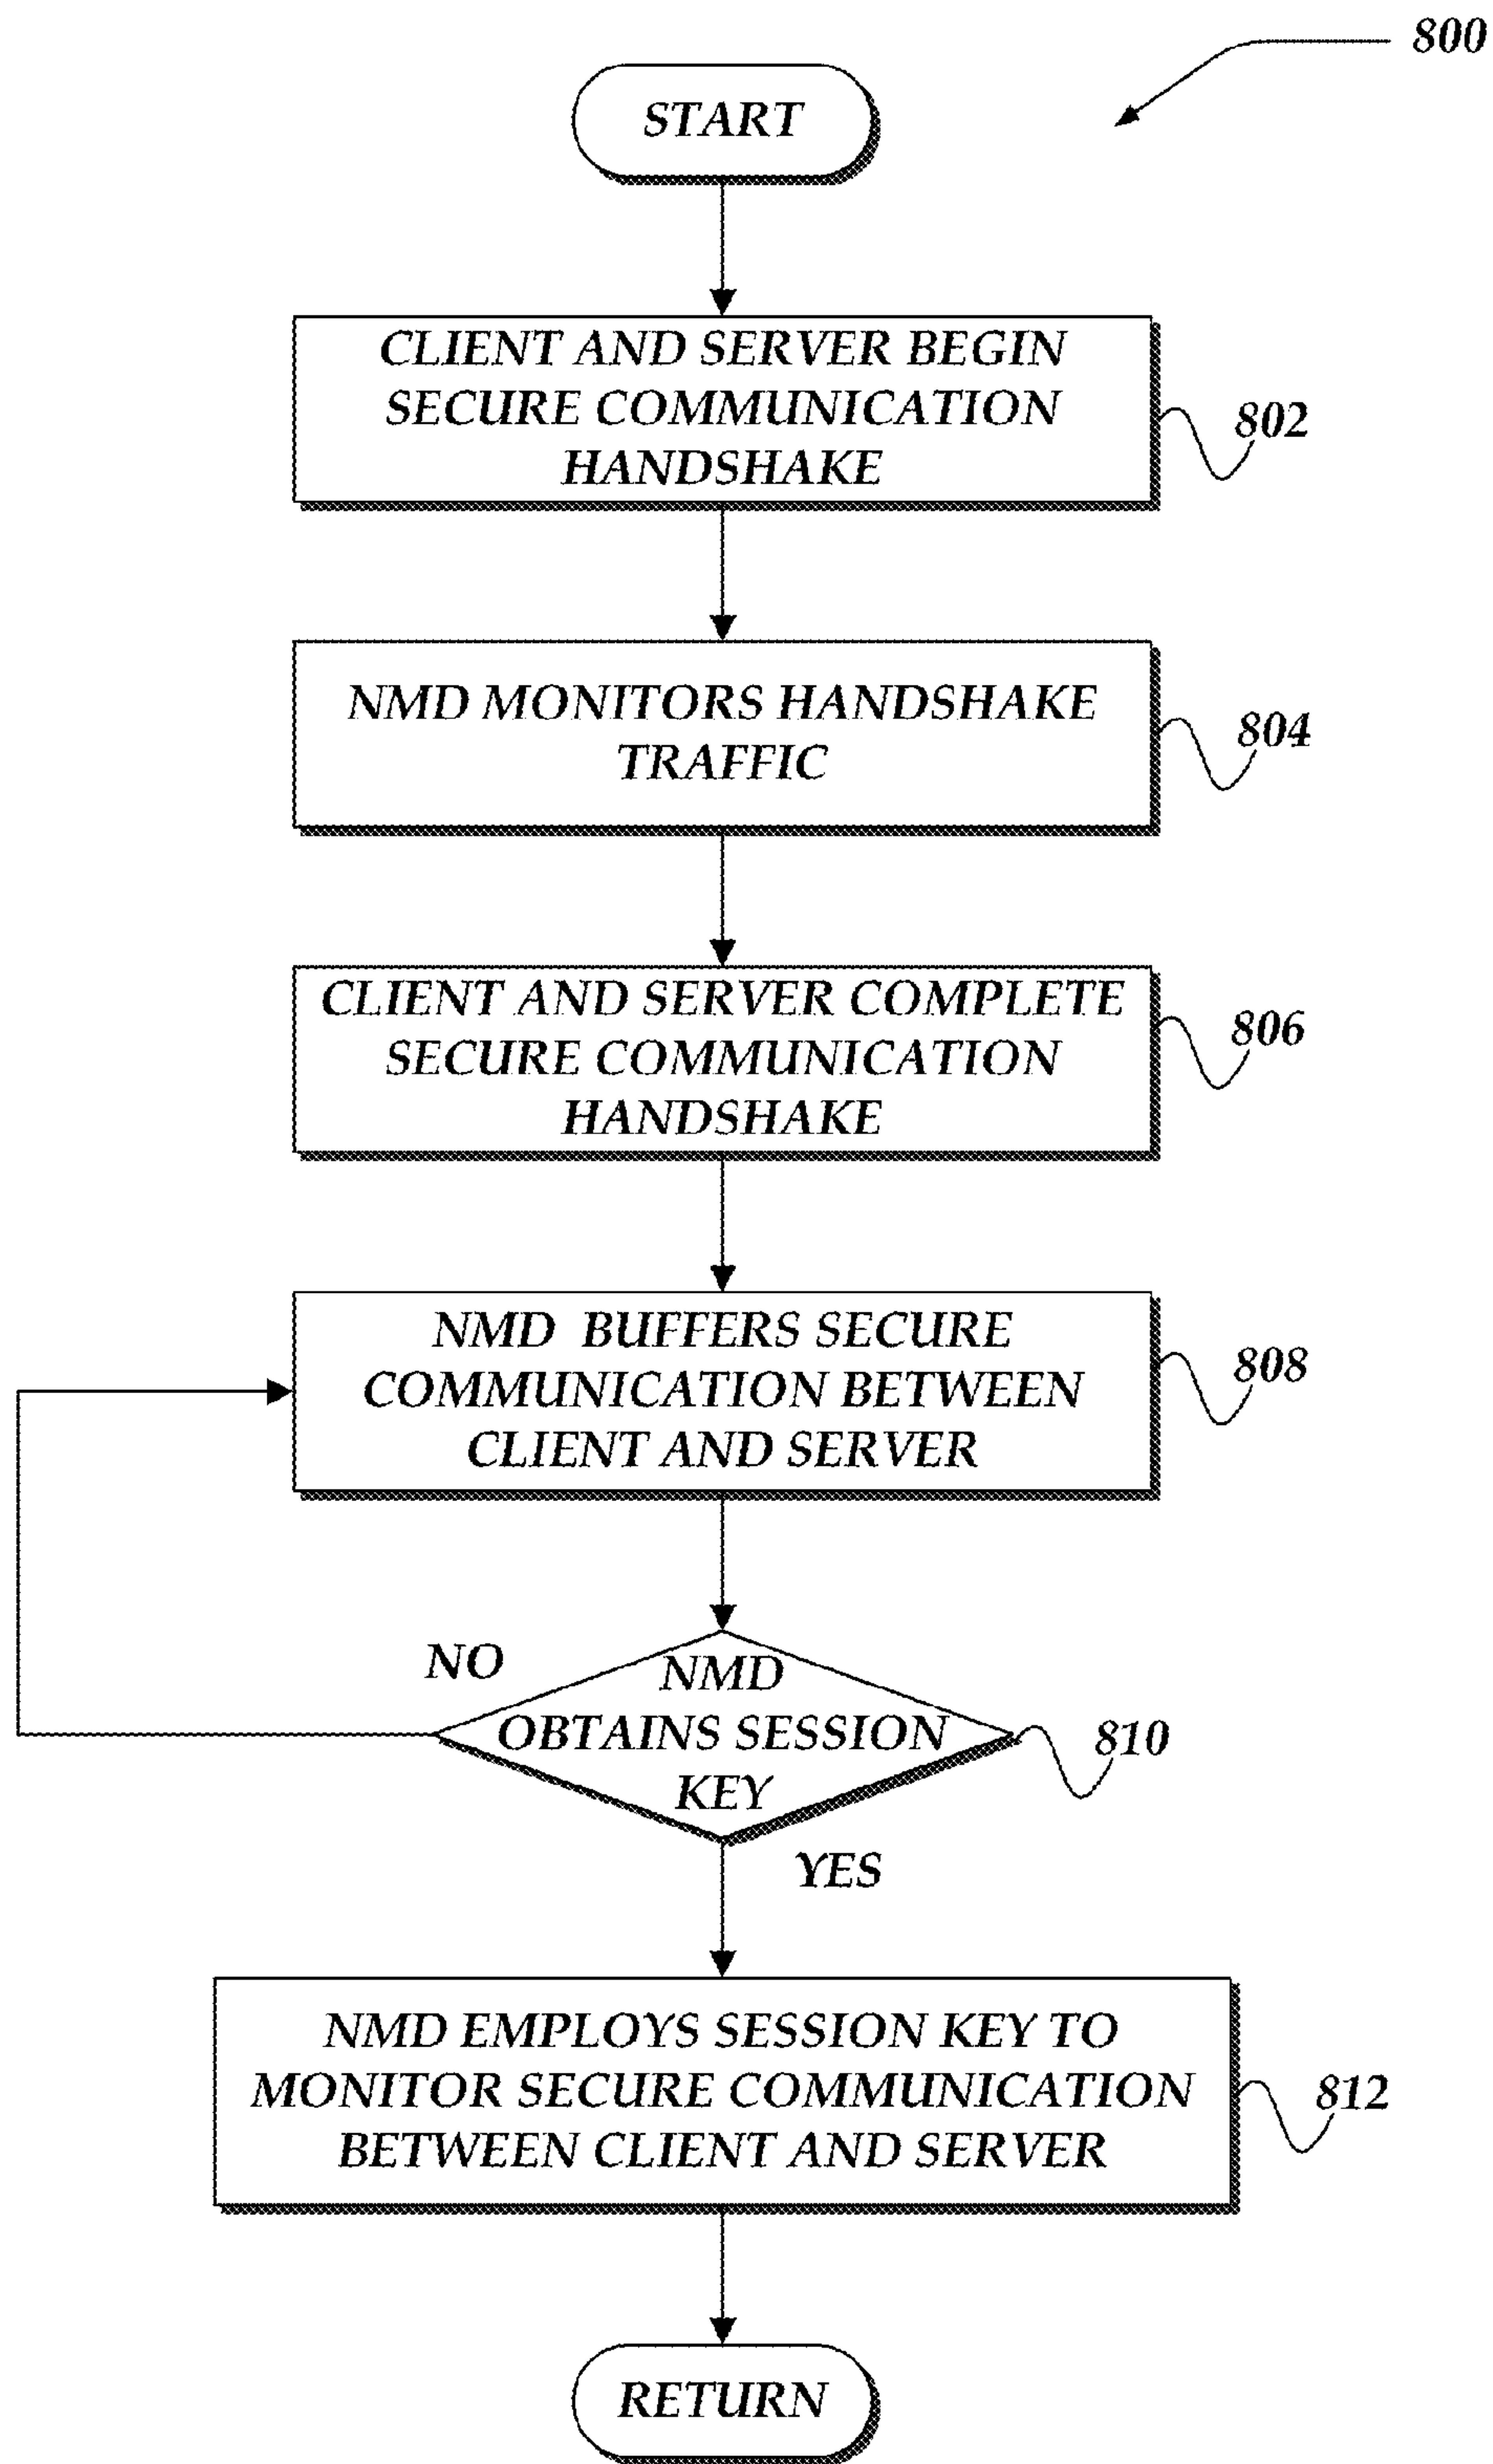 800
START
CLIENT AND SERVER BEGIN
SECURE COMMUNICATION
HANDSHAKE
802
NMD MONITORS HANDSHAKE
TRAFFIC
804
CLIENT AND SERVER COMPLETE
SECURE COMMUNICATION
HANDSHAKE
806
NMD BUFFERS SECURE
COMMUNICATION BETWEEN
CLIENT AND SERVER
808
NO
NMD
OBTAINS SESSION
KEY
810
YES
NMD EMPLOYS SESSION KEY TO
MONITOR SECURE COMMUNICATION
BETWEEN CLIENT AND SERVER
812
RETURN